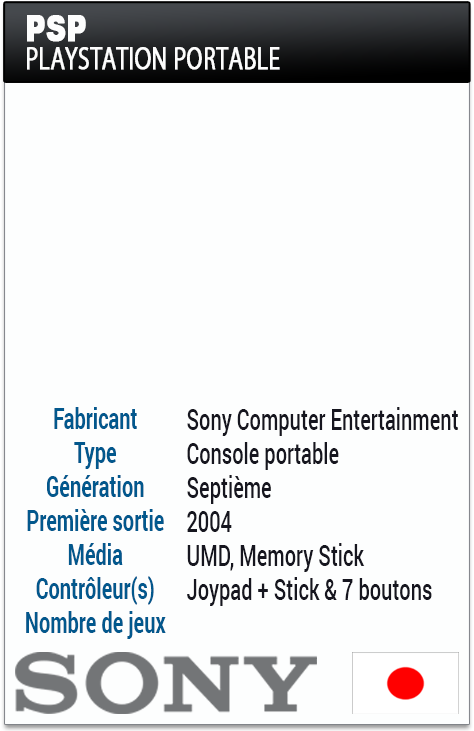 PSP
PLAYSTATION PORTABLE
Fabricant Sony Computer Entertainment
Type Console portable
Génération Septième
Première sortie 2004
Média UMD, Memory Stick
Contrôleur(s) Joypad + Stick & 7 boutons
Nombre de jeux
SONY